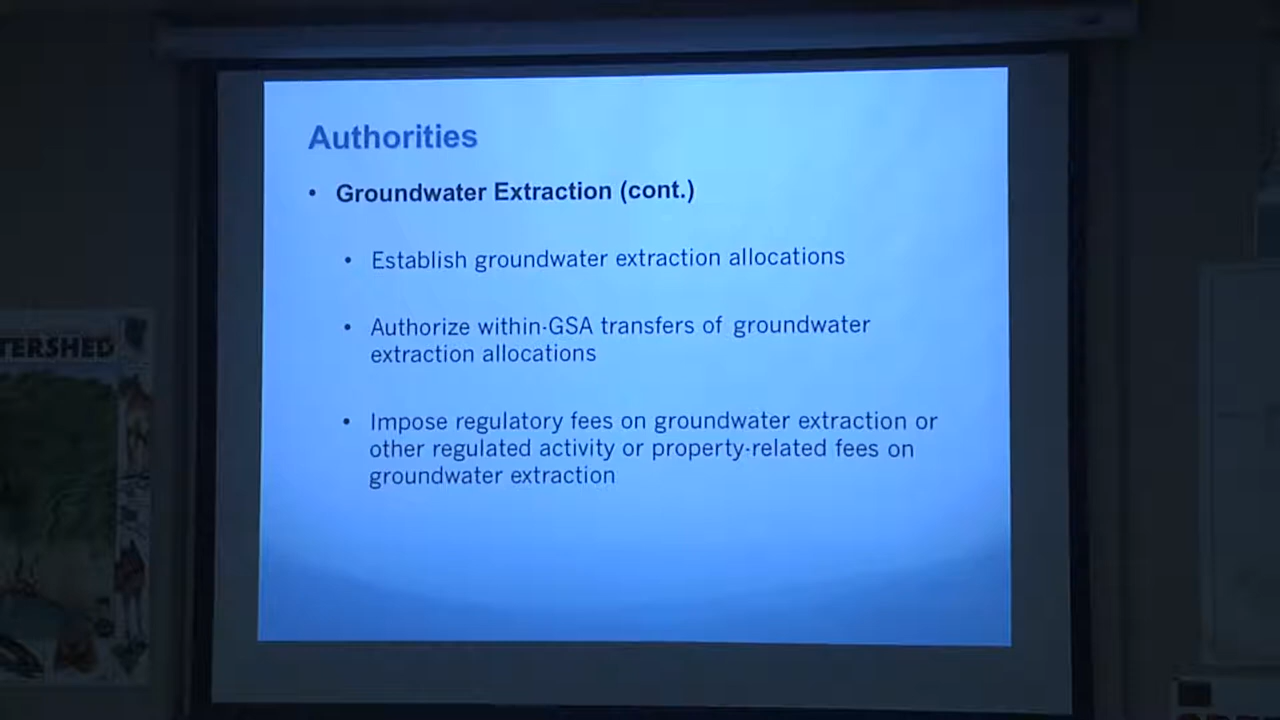 Authorities
• Groundwater Extraction (cont.)
• Establish groundwater extraction allocations
• Authorize within-GSA transfers of groundwater
extraction allocations
• Impose regulatory fees on groundwater extraction or
other regulated activity or property-related fees on
groundwater extraction
TERSHED